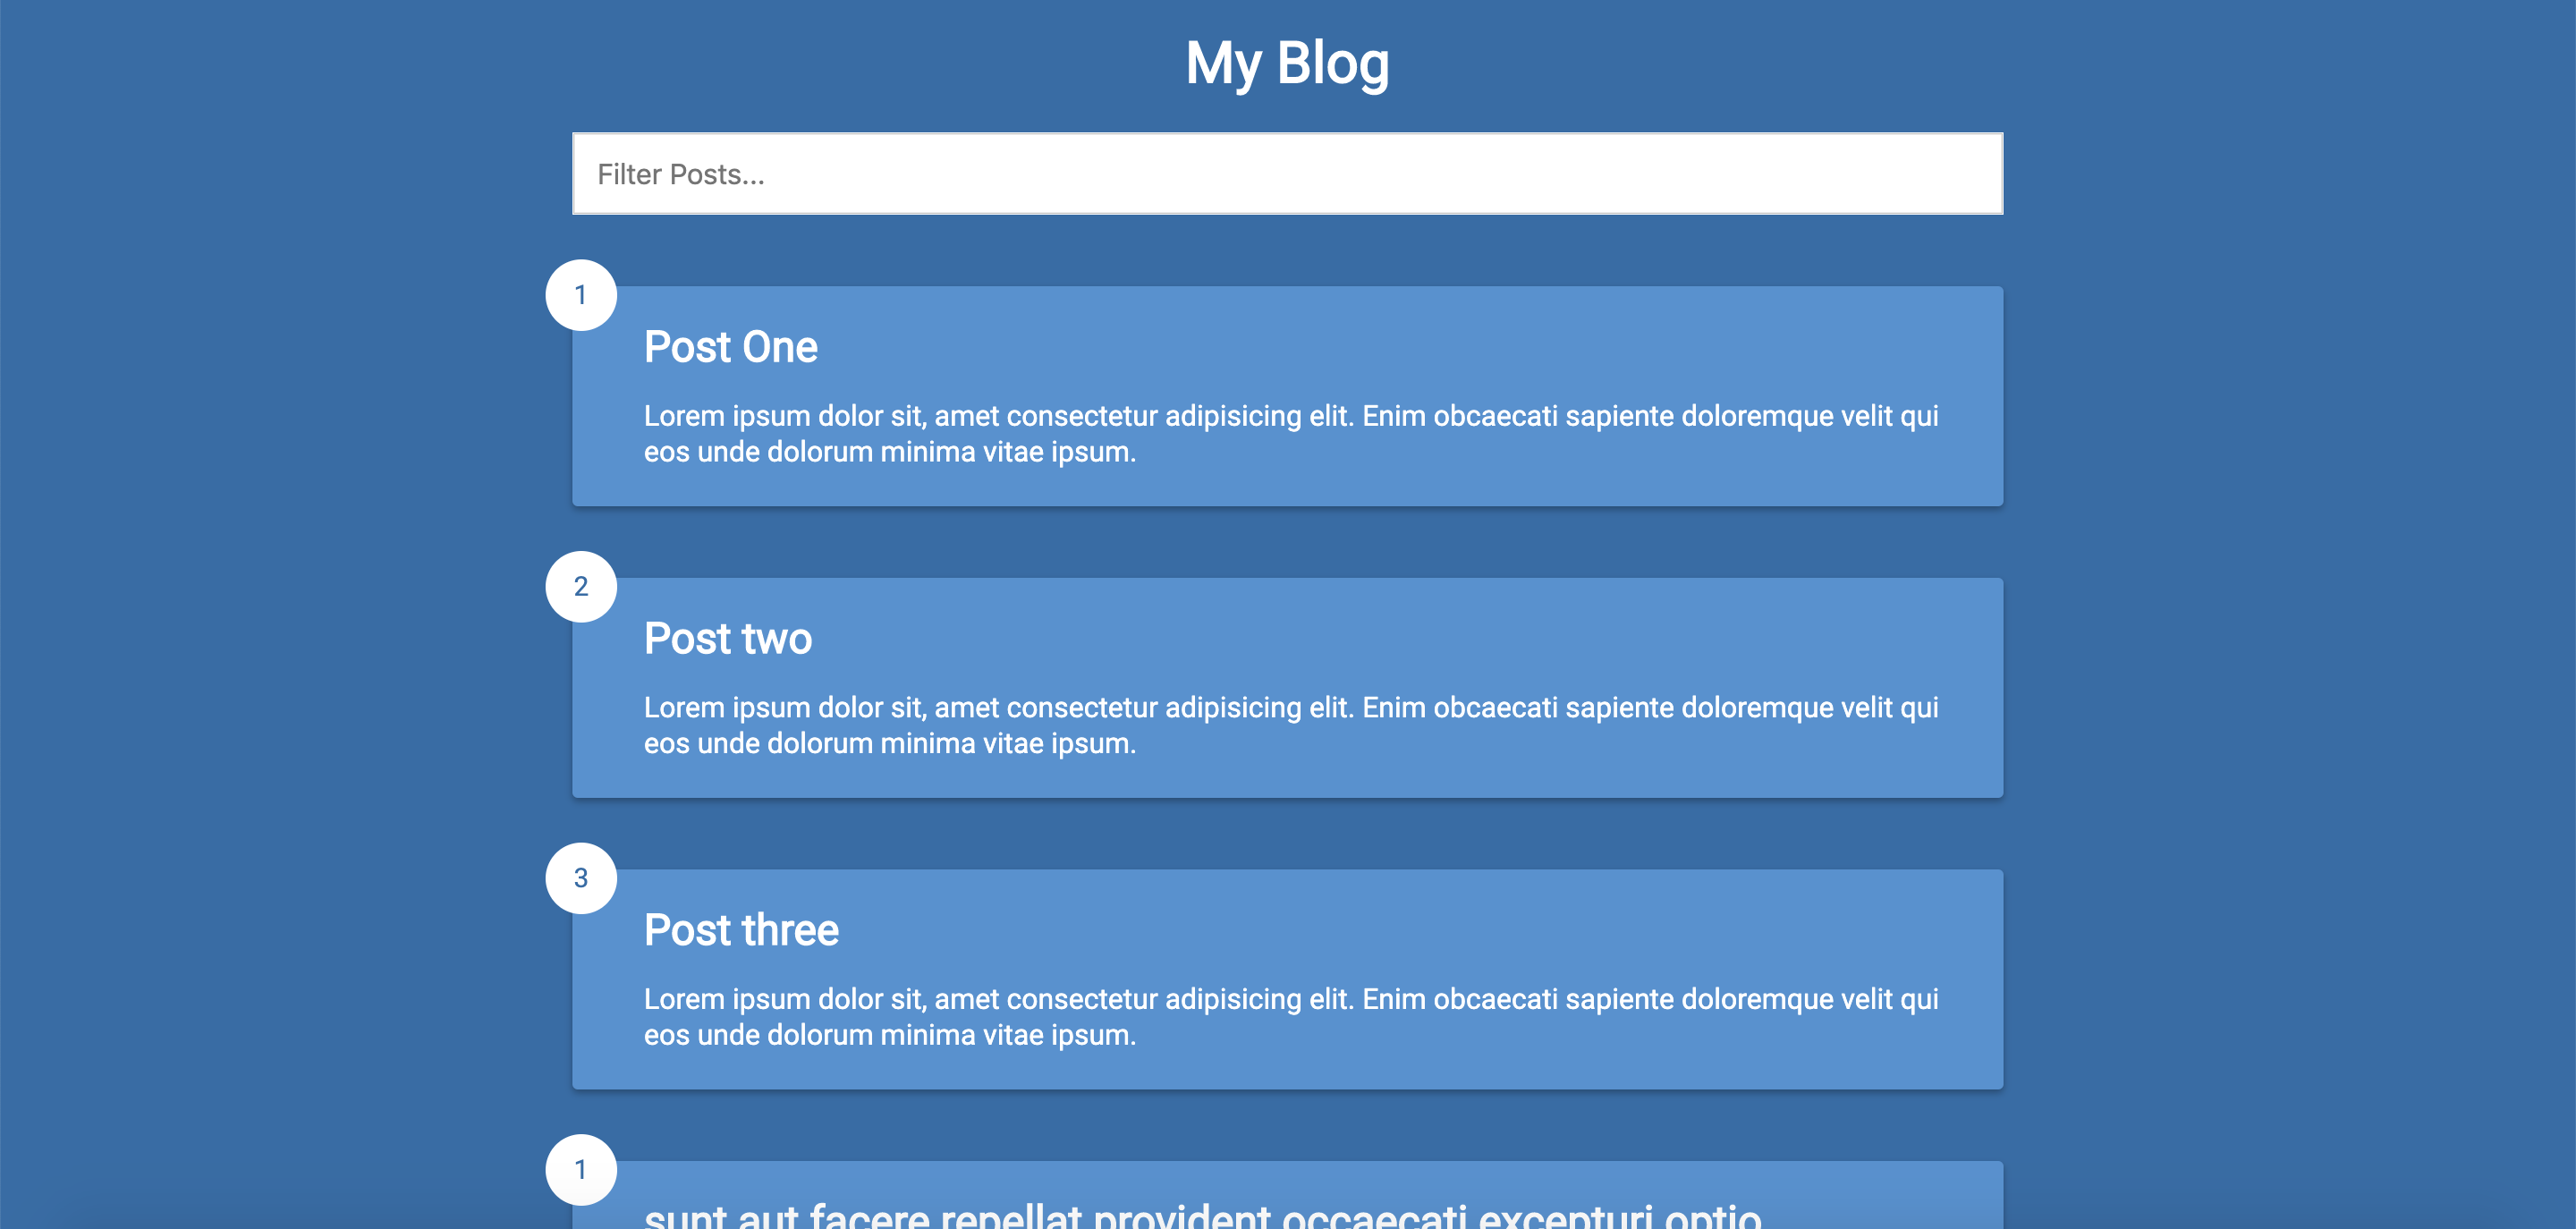 My Blog
Filter Posts...
1
Post One
Lorem ipsum dolor sit, amet consectetur adipisicing elit. Enim obcaecati sapiente doloremque velit qui
eos unde dolorum minima vitae ipsum.
2
Post two
Lorem ipsum dolor sit, amet consectetur adipisicing elit. Enim obcaecati sapiente doloremque velit qui
eos unde dolorum minima vitae ipsum.
3
Post three
Lorem ipsum dolor sit, amet consectetur adipisicing elit. Enim obcaecati sapiente doloremque velit qui
eos unde dolorum minima vitae ipsum.
1
sunt aut facere repellat provident occaecati excepturi optio